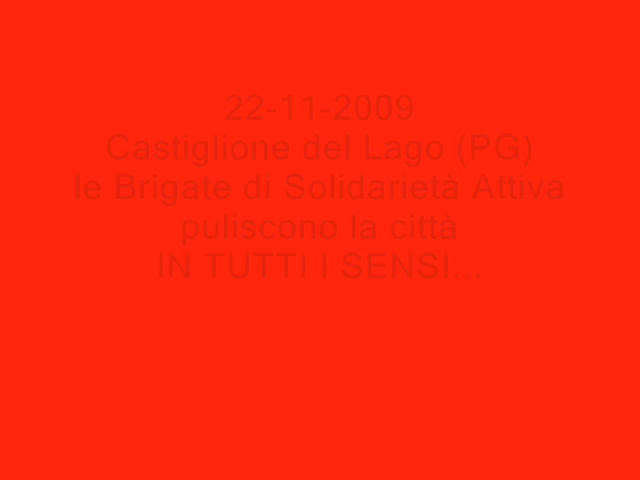 22-11-2009
Castiglione del Lago (PG)
le Brigate di Solidarietà Attiva
puliscono la città
IN TUTTI I SENSI...